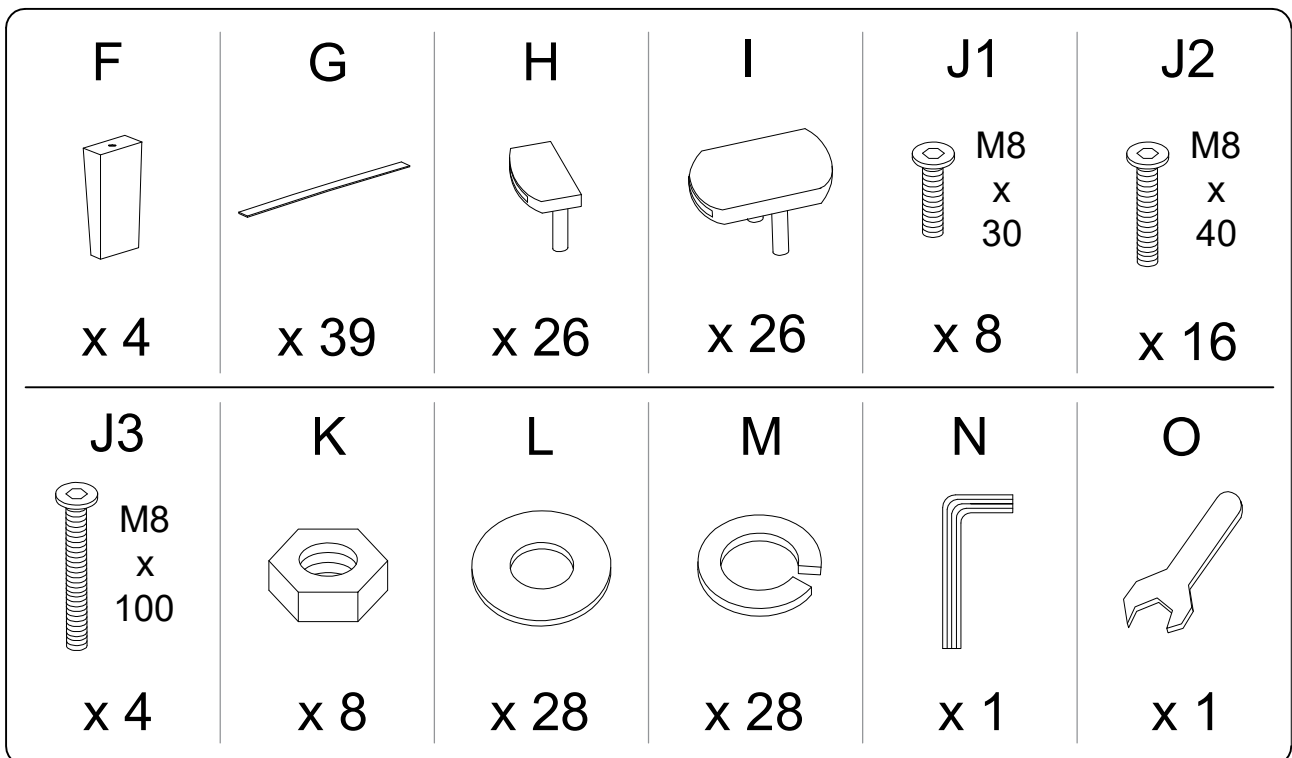 F G H I J1 J2
M8 x 30
M8 x 40
x 4 x 39 x 26 x 26 x 8 x 16
J3 K L M N O
M8 x 100
x 4 x 8 x 28 x 28 x 1 x 1